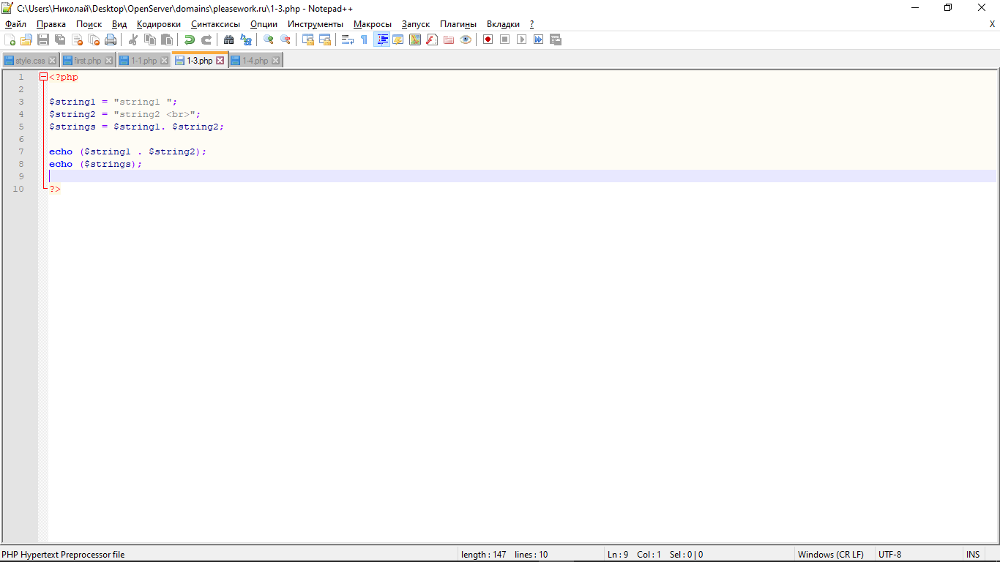 C:\Users\Николай\Desktop\OpenServer\domains\pleasework.ru\1-3.php - Notepad++
Файл Правка Поиск Вид Кодировки Синтаксисы Опции Инструменты Макросы Запуск Плагины Вкладки ? X
style.css first.php 1-1.php 1-3.php 1-4.php
1 <?php
2
3 $string1 = "string1 ";
4 $string2 = "string2 <br>";
5 $strings = $string1. $string2;
6
7 echo ($string1 . $string2);
8 echo ($strings);
9
10 ?>
PHP Hypertext Preprocessor file length : 147 lines : 10 Ln : 9 Col : 1 Sel : 0 | 0 Windows (CR LF) UTF-8 INS